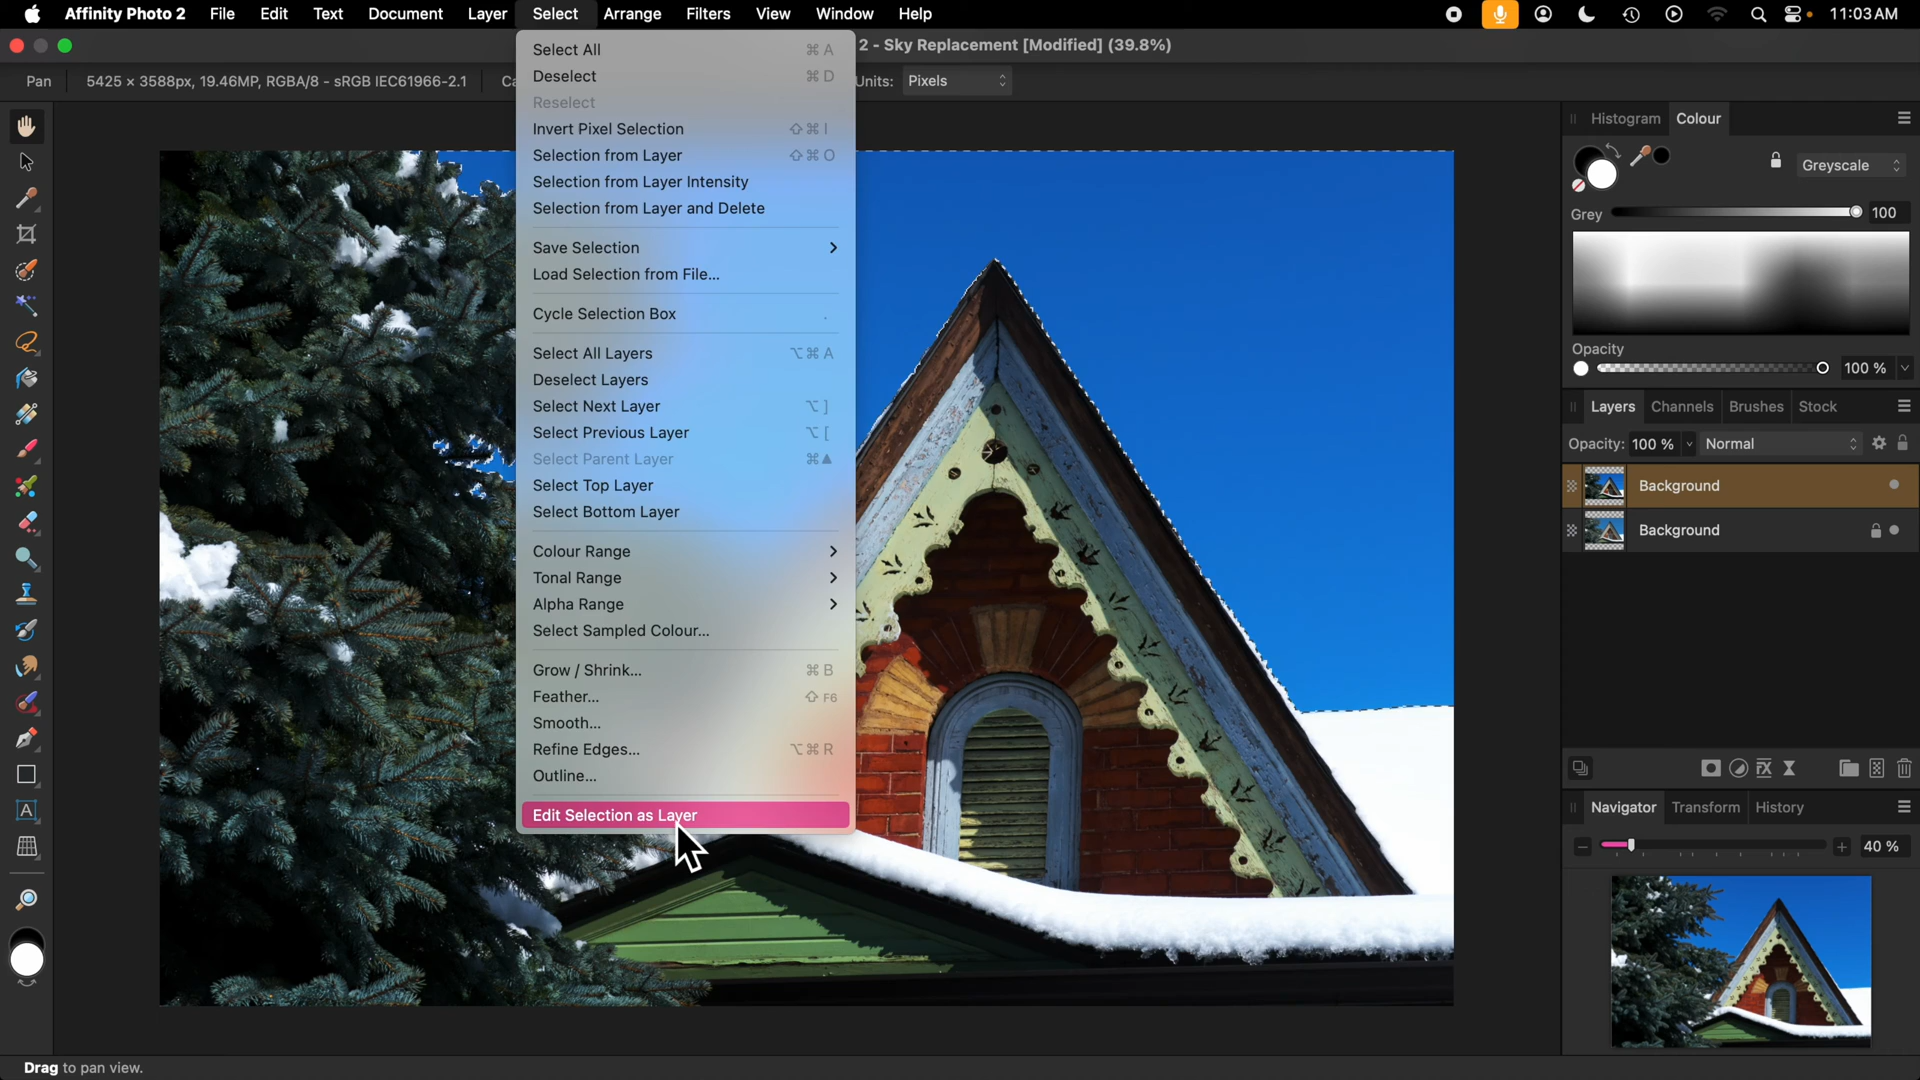 Affinity Photo 2 File Edit Text Document Layer Select Arrange Filters View Window Help 11:03 AM
2 - Sky Replacement [Modified] (39.8%)
Pan 5425 × 3588px, 19.46MP, RGBA/8 - sRGB IEC61966-2.1 Units: Pixels
Select All ⌘ A
Deselect ⌘ D
Reselect
Invert Pixel Selection ⇧⌘ I
Selection from Layer ⇧⌘ O
Selection from Layer Intensity
Selection from Layer and Delete
Save Selection
Load Selection from File...
Cycle Selection Box .
Select All Layers ⌥⌘ A
Deselect Layers
Select Next Layer ⌥ ]
Select Previous Layer ⌥ [
Select Parent Layer ⌘▲
Select Top Layer
Select Bottom Layer
Colour Range
Tonal Range
Alpha Range
Select Sampled Colour...
Grow / Shrink... ⌘ B
Feather... ⇧ F6
Smooth...
Refine Edges... ⌥⌘ R
Outline...
Edit Selection as Layer
Histogram Colour
Greyscale
Grey 100
Opacity
100 %
Layers Channels Brushes Stock
Opacity: 100 % Normal
Background
Background
Navigator Transform History
40 %
Drag to pan view.